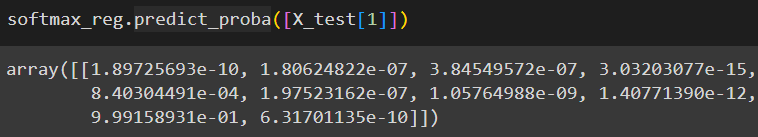 softmax_reg.predict_proba([X_test[1]])
array([[1.89725693e-10, 1.80624822e-07, 3.84549572e-07, 3.03203077e-15,
8.40304491e-04, 1.97523162e-07, 1.05764988e-09, 1.40771390e-12,
9.99158931e-01, 6.31701135e-10]])